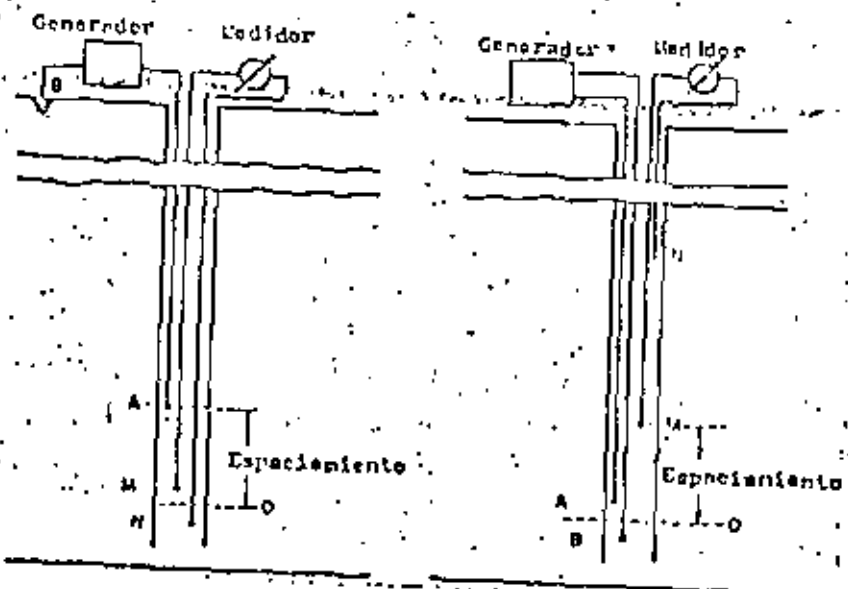 Generador
Medidor
B
A
Espaciamiento
M
O
N
Generador
Medidor
N
M
Espaciamiento
A
O
B